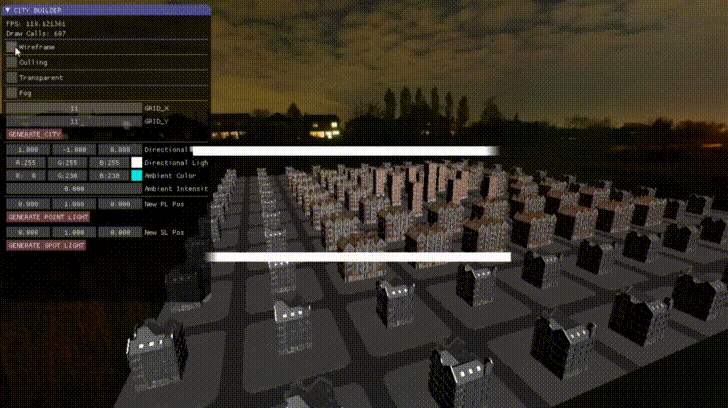 ▼ CITY BUILDER
FPS: 119.121361
Draw Calls: 697
Wireframe
Culling
Transparent
Fog
11 GRID_X
11 GRID_Y
GENERATE CITY
1.000 -1.000 0.000 Directional
R:255 G:255 B:255 Directional Ligh
R: 0 G:230 B:230 Ambient Color
0.000 Ambient Intensit
0.000 1.000 0.000 New PL Pos
GENERATE POINT LIGHT
0.000 1.000 0.000 New SL Pos
GENERATE SPOT LIGHT